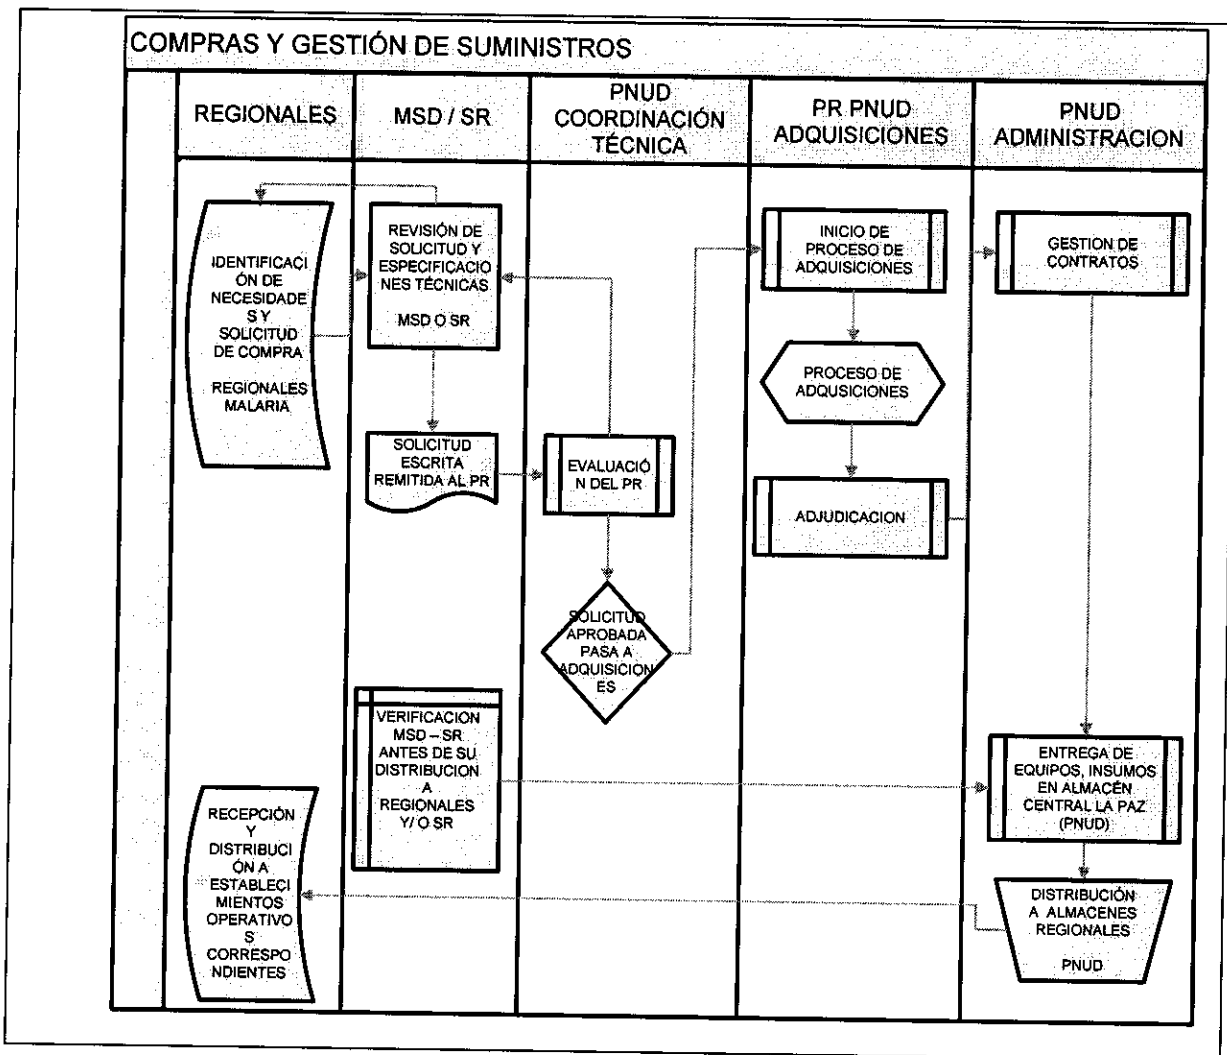 COMPRAS Y GESTIÓN DE SUMINISTROS
REGIONALES
MSD / SR
PNUD
COORDINACIÓN
TÉCNICA
PR PNUD
ADQUISICIONES
PNUD
ADMINISTRACION
IDENTIFICACI
ÓN DE
NECESIDADE
S Y
SOLICITUD
DE COMPRA
REGIONALES
MALARIA
REVISIÓN DE
SOLICITUD Y
ESPECIFICACIO
NES TÉCNICAS
MSD O SR
SOLICITUD
ESCRITA
REMITIDA AL PR
EVALUACIÓ
N DEL PR
SOLICITUD
APROBADA
PASA A
ADQUISICION
ES
INICIO DE
PROCESO DE
ADQUISICIONES
PROCESO DE
ADQUSICIONES
ADJUDICACION
GESTION DE
CONTRATOS
VERIFICACION
MSD – SR
ANTES DE SU
DISTRIBUCION
A
REGIONALES
Y/ O SR
ENTREGA DE
EQUIPOS, INSUMOS
EN ALMACÉN
CENTRAL LA PAZ
(PNUD)
DISTRIBUCIÓN
A ALMACENES
REGIONALES
PNUD
RECEPCIÓN
Y
DISTRIBUCI
ÓN A
ESTABLECI
MIENTOS
OPERATIVO
S
CORRESPO
NDIENTES